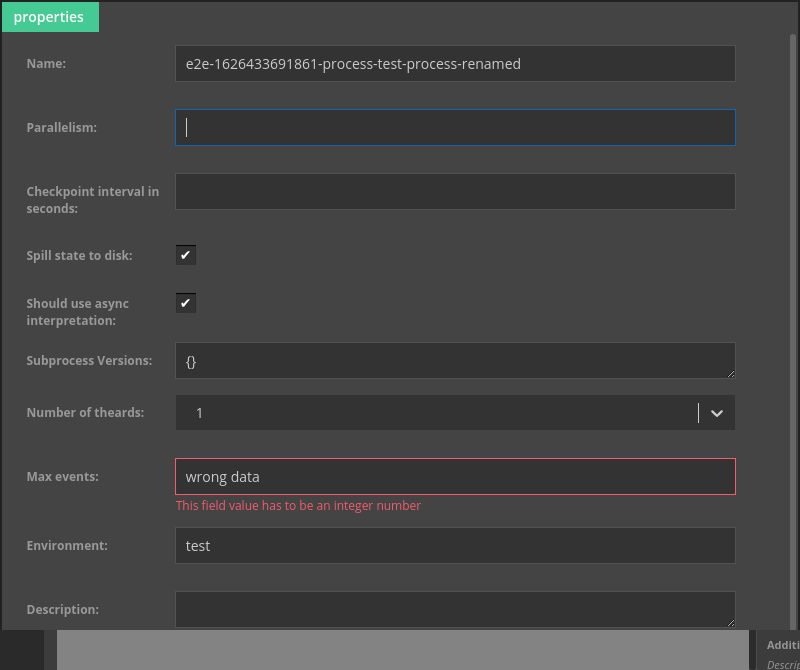 properties
Name: e2e-1626433691861-process-test-process-renamed
Parallelism:
Checkpoint interval in
seconds:
Spill state to disk: ✔
Should use async ✔
interpretation:
Subprocess Versions: {}
Number of theards: 1
Max events: wrong data
This field value has to be an integer number
Environment: test
Description: